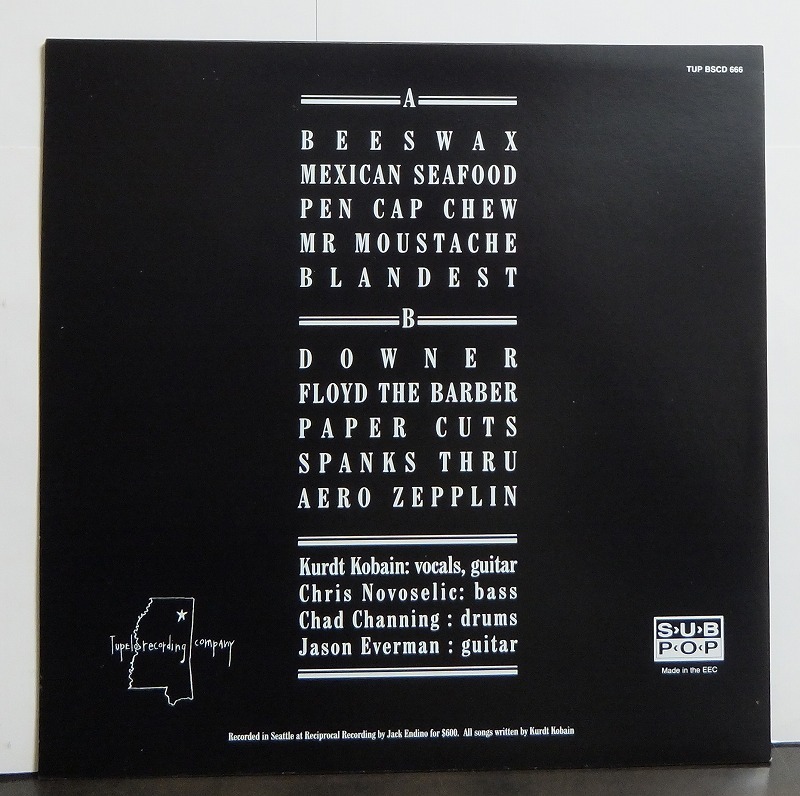 TUP BSCD 666
A
BEESWAX
MEXICAN SEAFOOD
PEN CAP CHEW
MR MOUSTACHE
BLANDEST
B
DOWNER
FLOYD THE BARBER
PAPER CUTS
SPANKS THRU
AERO ZEPPLIN
Kurdt Kobain: vocals, guitar
Chris Novoselic: bass
Chad Channing : drums
Jason Everman : guitar
Tupelo recording company
S›U›B
P‹O‹P
Made in the EEC
Recorded in Seattle at Reciprocal Recording by Jack Endino for $600. All songs written by Kurdt Kobain